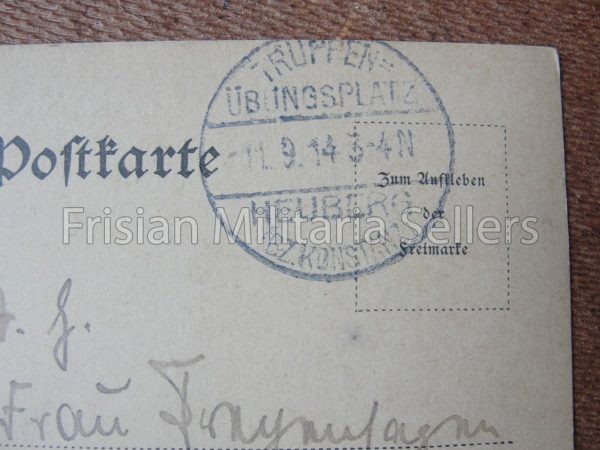 TRUPPEN-
ÜBUNGSPLATZ
11.9.14 3-4N
HEUBERG
(BZ. KONSTANZ)
Postkarte
Zum Aufkleben
der
Freimarke
Frisian Militaria Sellers
Frau